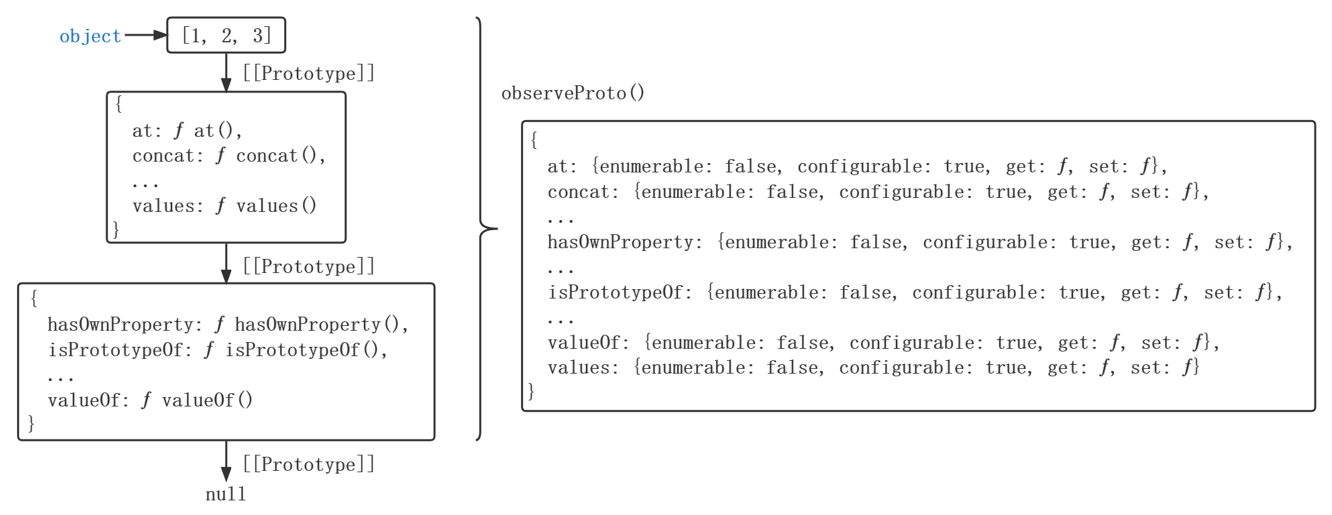 object
[1, 2, 3]
[[Prototype]]
{
at: ƒ at(),
concat: ƒ concat(),
...
values: ƒ values()
}
[[Prototype]]
{
hasOwnProperty: ƒ hasOwnProperty(),
isPrototypeOf: ƒ isPrototypeOf(),
...
valueOf: ƒ valueOf()
}
[[Prototype]]
null
observeProto()
{
at: {enumerable: false, configurable: true, get: ƒ, set: ƒ},
concat: {enumerable: false, configurable: true, get: ƒ, set: ƒ},
...
hasOwnProperty: {enumerable: false, configurable: true, get: ƒ, set: ƒ},
...
isPrototypeOf: {enumerable: false, configurable: true, get: ƒ, set: ƒ},
...
valueOf: {enumerable: false, configurable: true, get: ƒ, set: ƒ},
values: {enumerable: false, configurable: true, get: ƒ, set: ƒ}
}